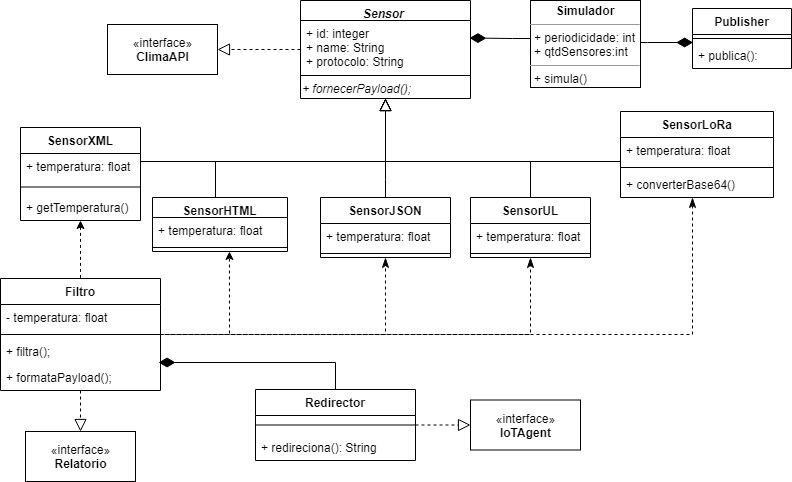 Sensor
+ id: integer
+ name: String
+ protocolo: String
+ fornecerPayload();
«interface»
ClimaAPI
Simulador
+ periodicidade: int
+ qtdSensores:int
+ simula()
Publisher
+ publica():
SensorXML
+ temperatura: float
+ getTemperatura()
SensorHTML
+ temperatura: float
SensorJSON
+ temperatura: float
SensorUL
+ temperatura: float
SensorLoRa
+ temperatura: float
+ converterBase64()
Filtro
- temperatura: float
+ filtra();
+ formataPayload();
Redirector
+ redireciona(): String
«interface»
IoTAgent
«interface»
Relatorio